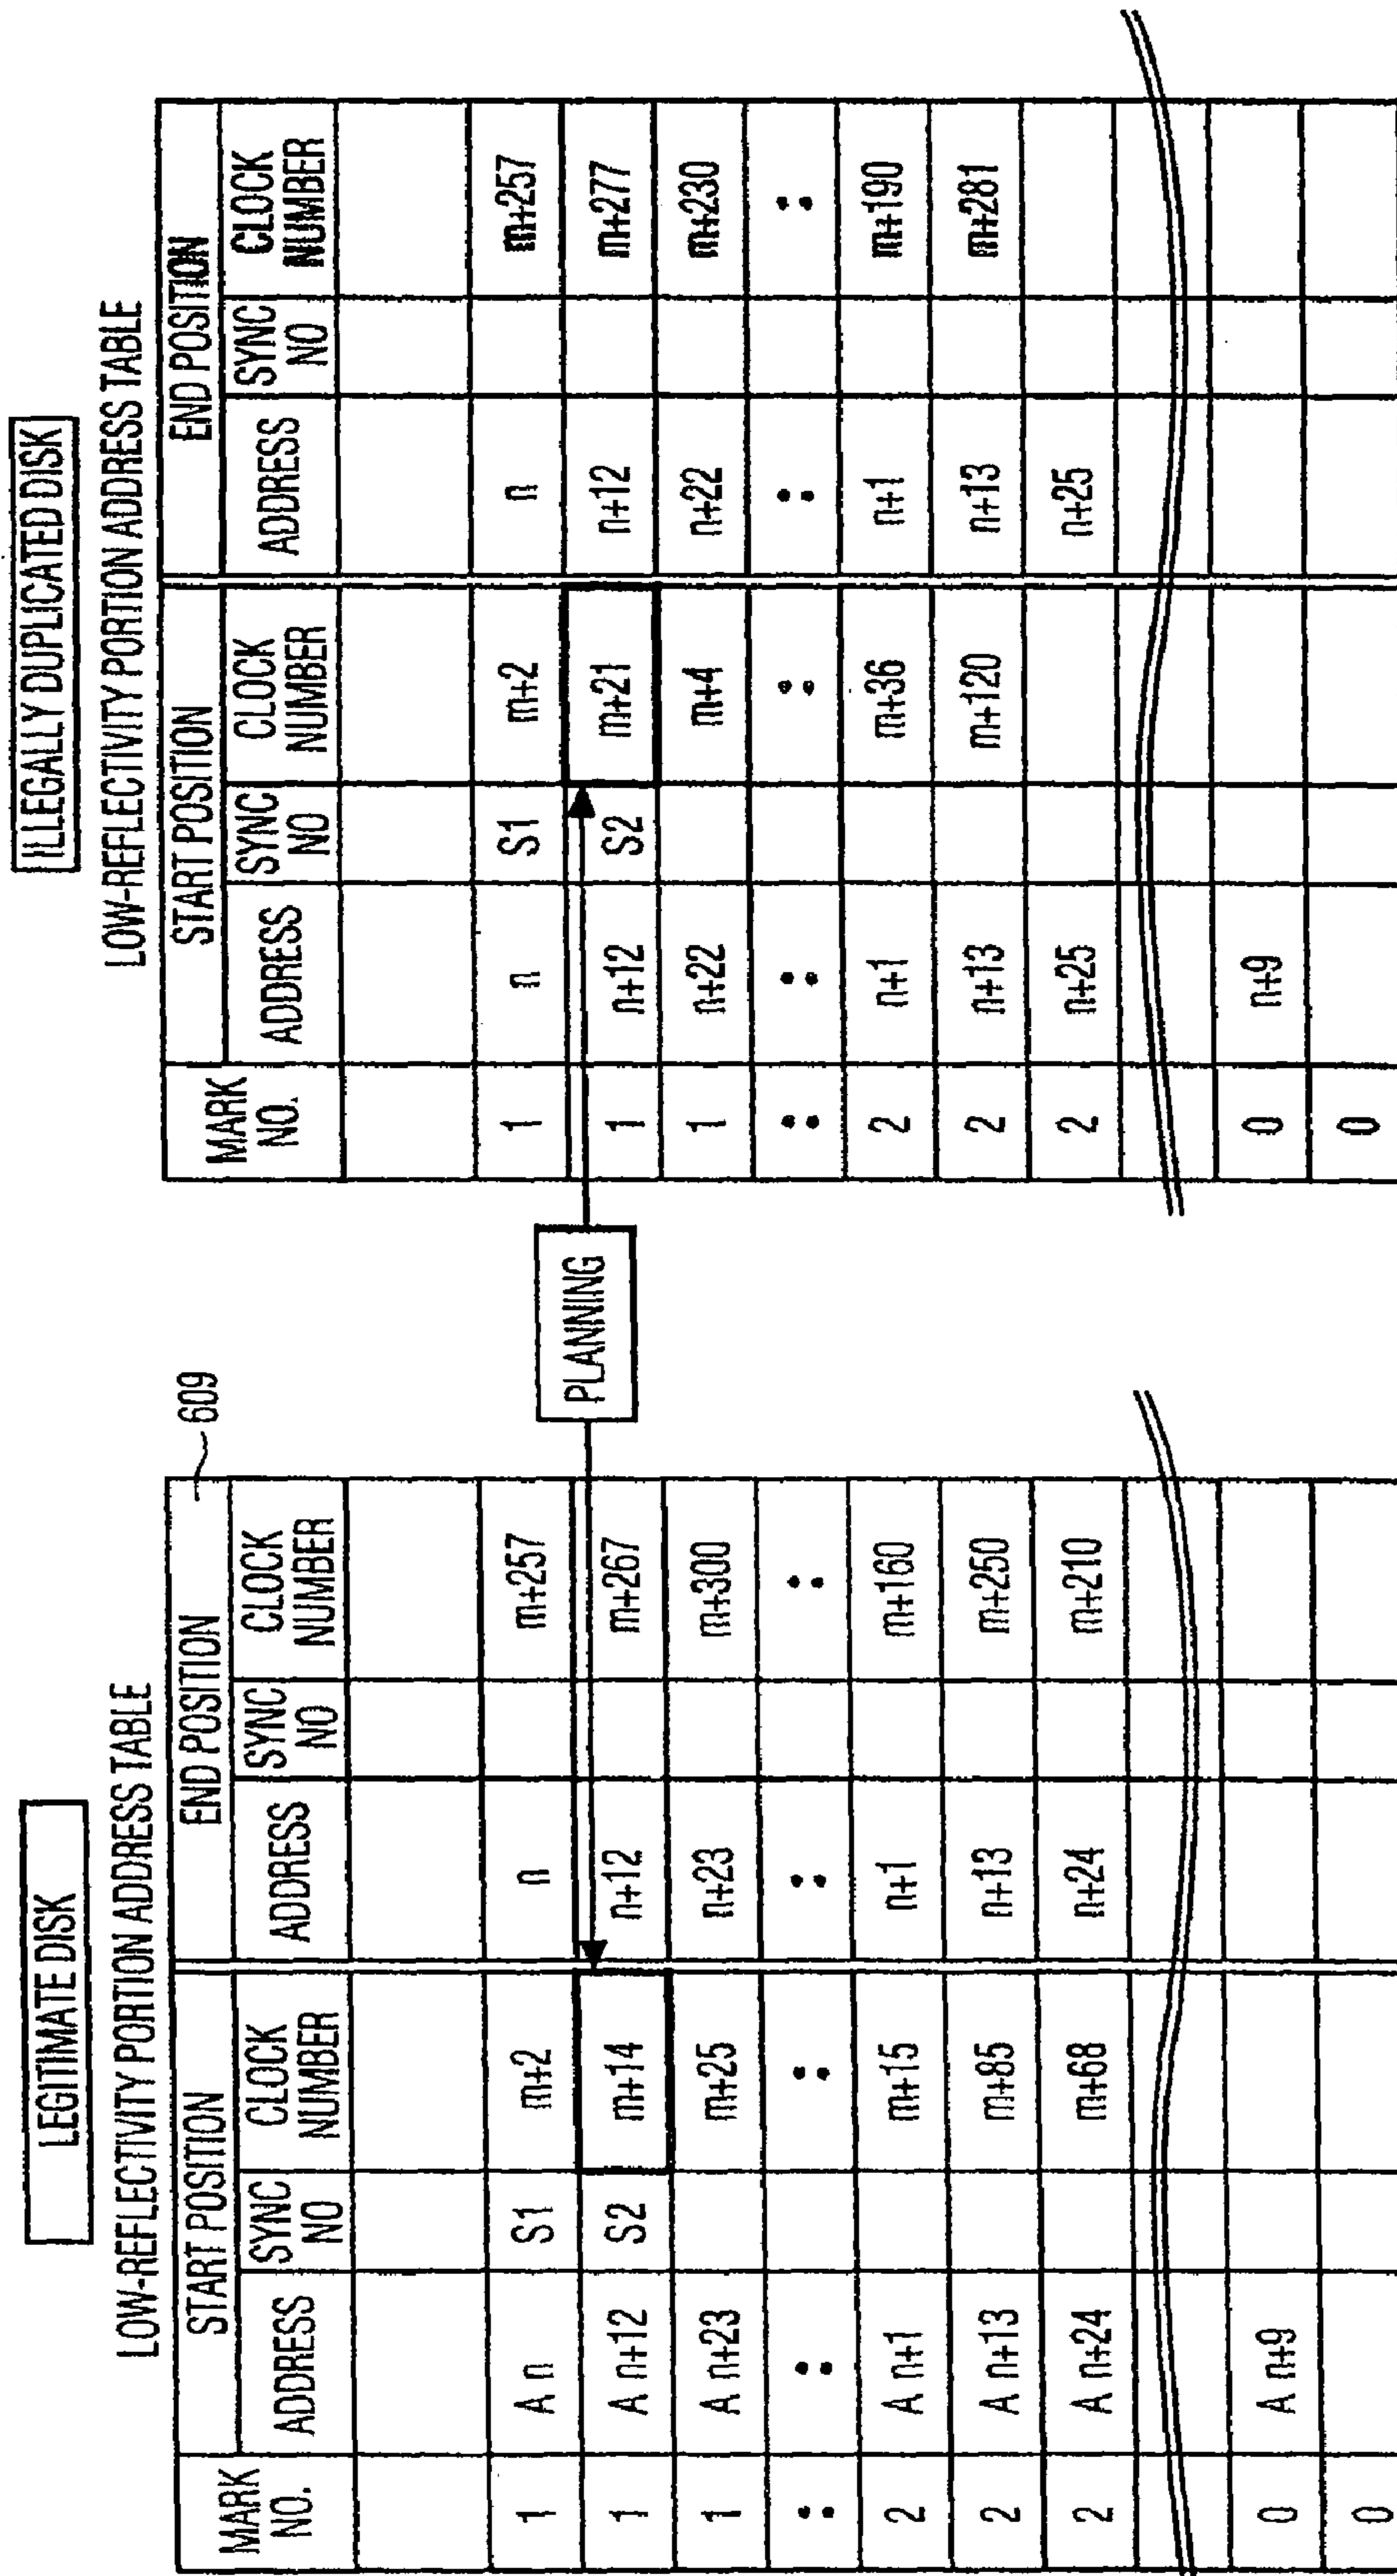 LEGITIMATE DISK
LOW-REFLECTIVITY PORTION ADDRESS TABLE
609
MARK NO. START POSITION END POSITION
ADDRESS SYNC NO CLOCK NUMBER ADDRESS SYNC NO CLOCK NUMBER
1 A n S1 m+2 n m+257
1 A n+12 S2 m+14 n+12 m+267
1 A n+23 m+25 n+23 m+300
: : : : :
2 A n+1 m+15 n+1 m+160
2 A n+13 m+85 n+13 m+250
2 A n+24 m+68 n+24 m+210
0 A n+9
0
PLANNING
ILLEGALLY DUPLICATED DISK
LOW-REFLECTIVITY PORTION ADDRESS TABLE
MARK NO. START POSITION END POSITION
ADDRESS SYNC NO CLOCK NUMBER ADDRESS SYNC NO CLOCK NUMBER
1 n S1 m+2 n m+257
1 n+12 S2 m+21 n+12 m+277
1 n+22 m+4 n+22 m+230
: : : : :
2 n+1 m+36 n+1 m+190
2 n+13 m+120 n+13 m+281
2 n+25 n+25
0 n+9
0